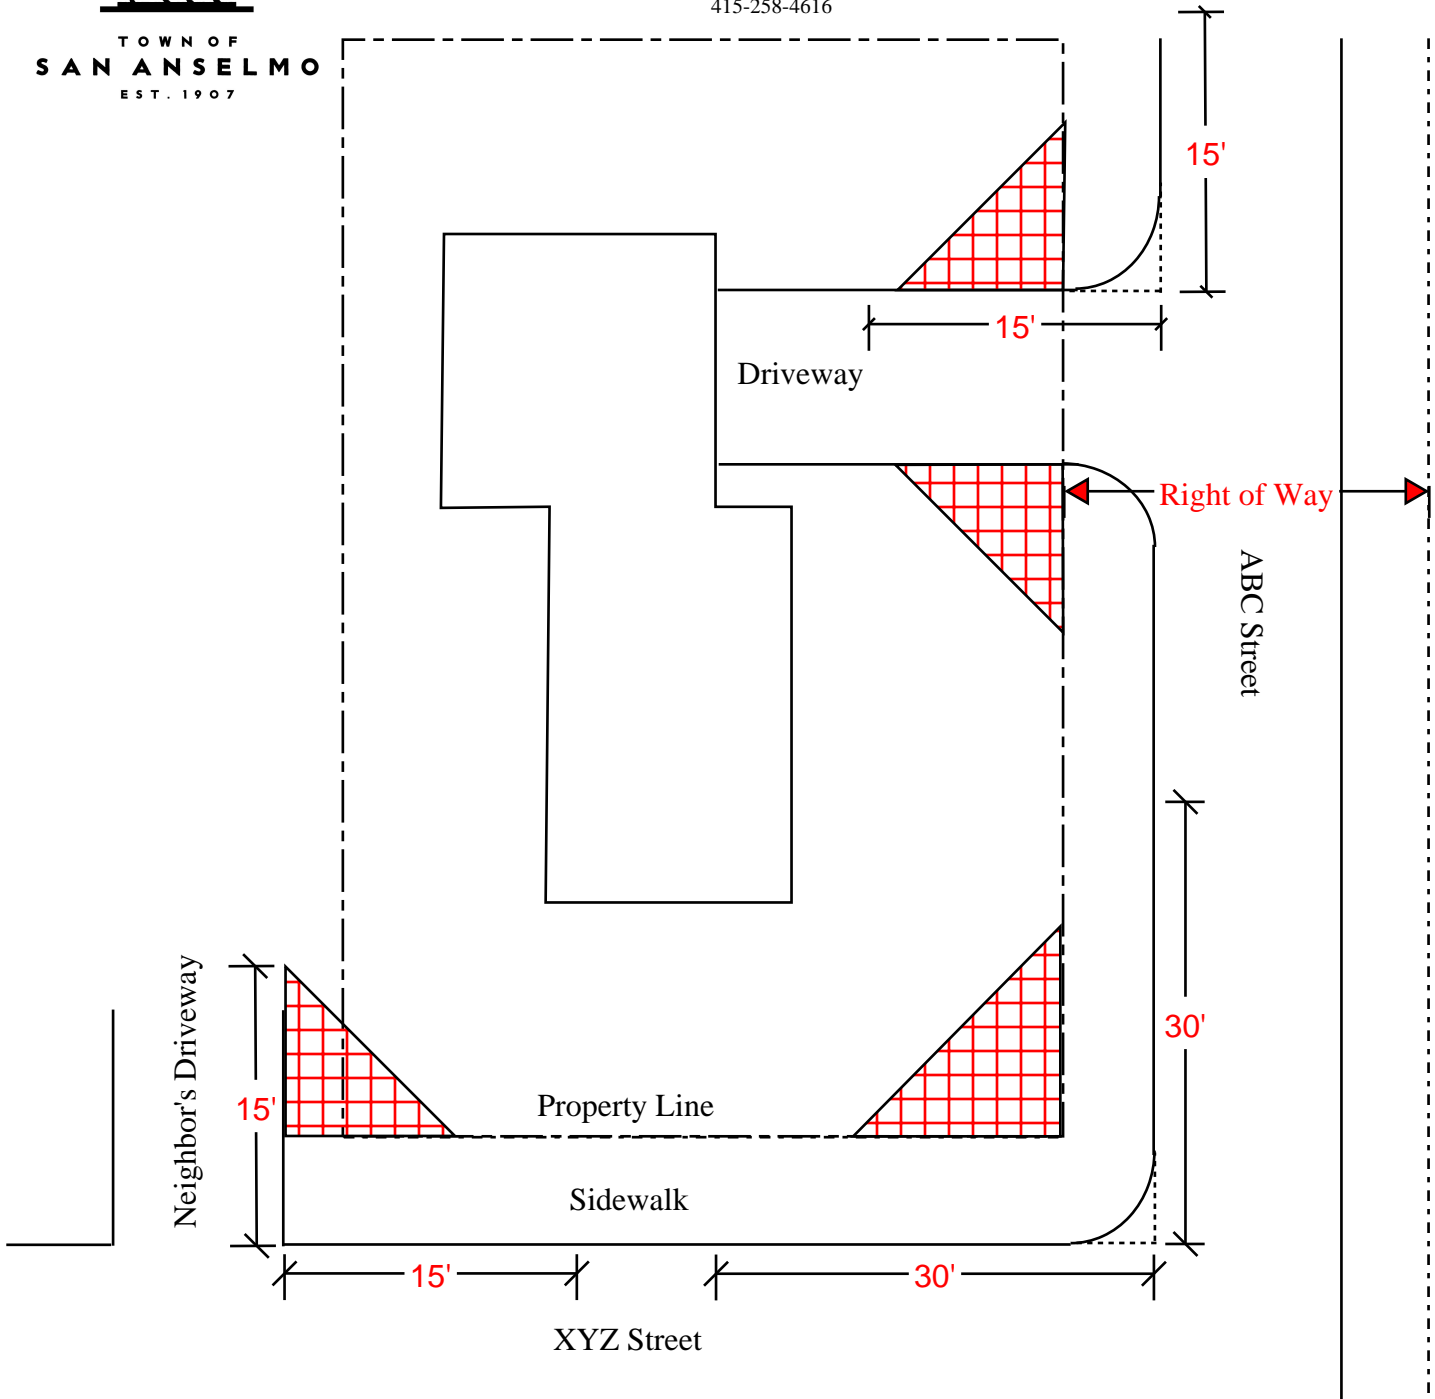 415-258-4616
TOWN OF
SAN ANSELMO
EST. 1907
15'
15'
Driveway
Right of Way
ABC Street
Neighbor's Driveway
15'
30'
Property Line
Sidewalk
15'
30'
XYZ Street